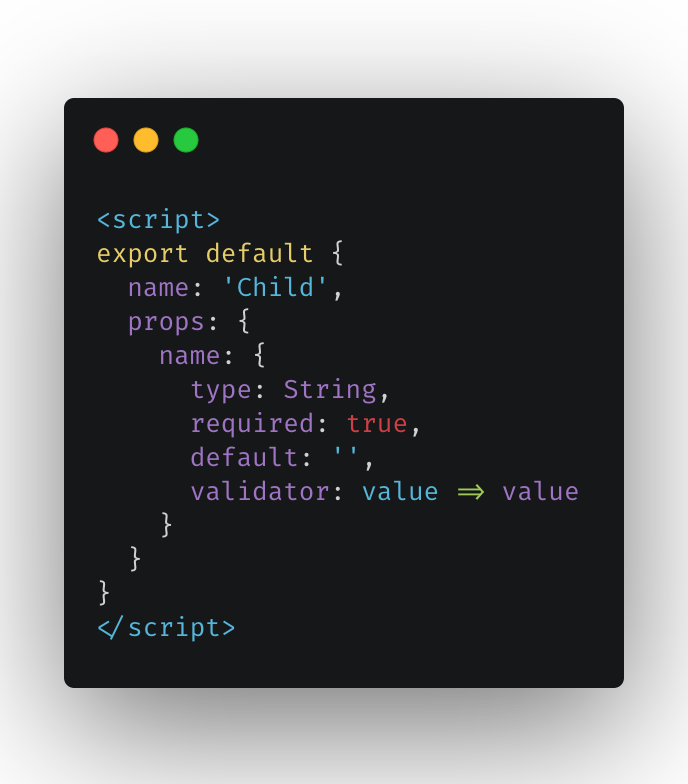 <script>
export default {
  name: 'Child',
  props: {
    name: {
      type: String,
      required: true,
      default: '',
      validator: value => value
    }
  }
}
</script>